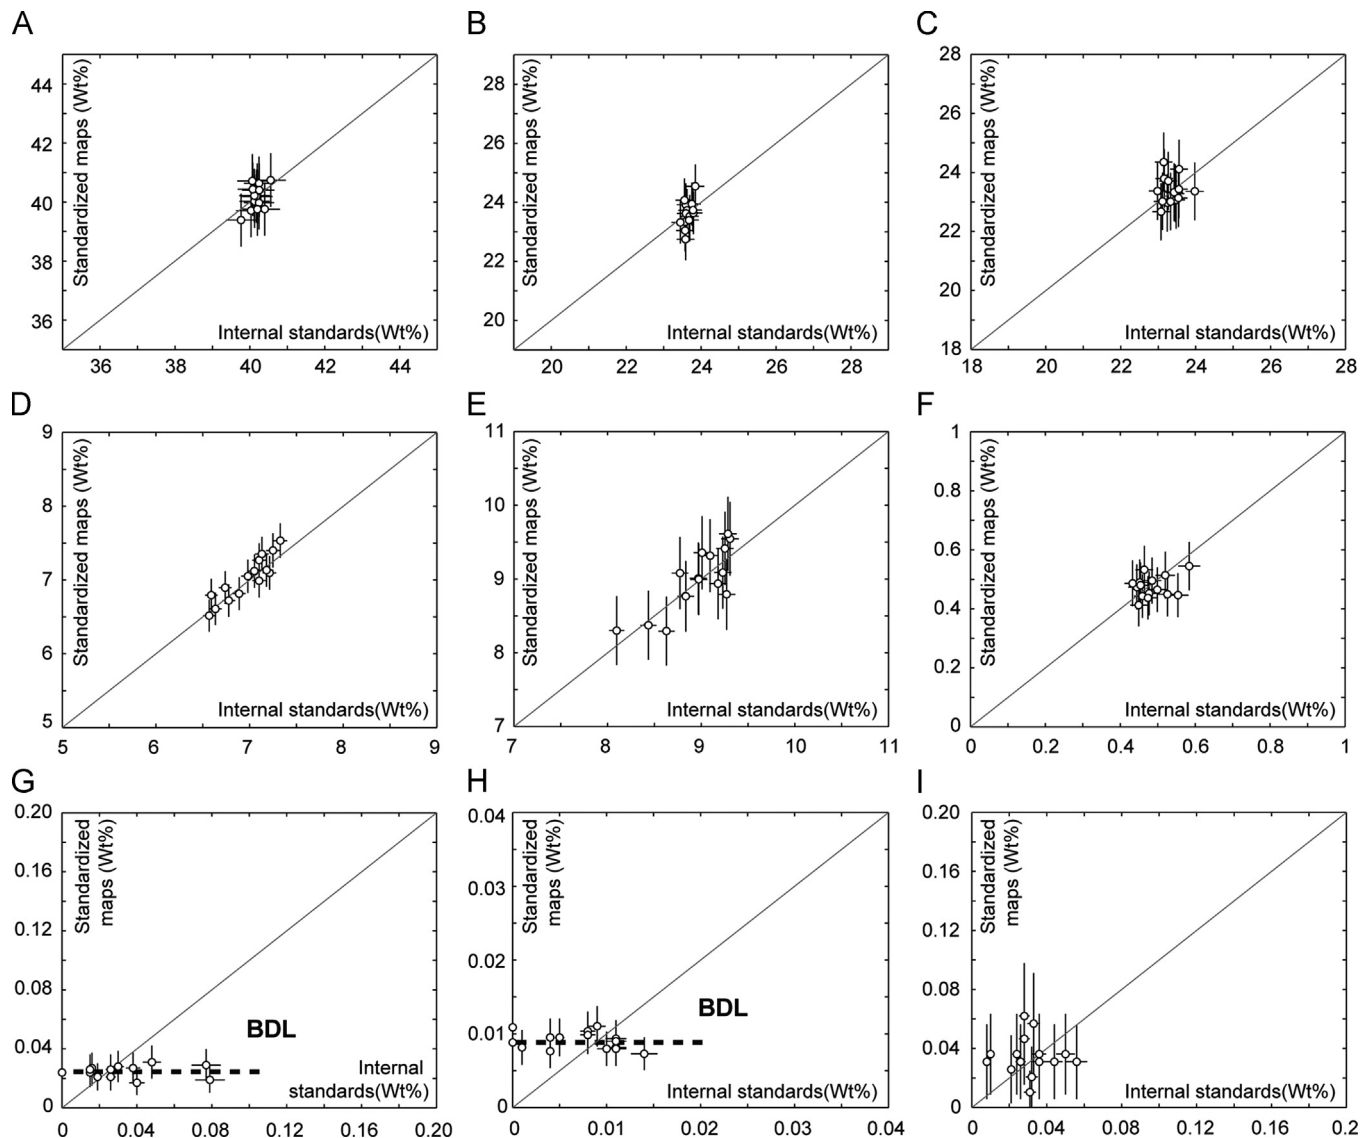 A
B
C
44
42
40
38
36
Standardized maps (Wt%)
Internal standards(Wt%)
36
38
40
42
44
28
26
24
22
20
Standardized maps (Wt%)
Internal standards(Wt%)
20
22
24
26
28
28
26
24
22
20
18
Standardized maps (Wt%)
Internal standards(Wt%)
18
20
22
24
26
28
D
E
F
9
8
7
6
5
Standardized maps (Wt%)
Internal standards(Wt%)
5
6
7
8
9
11
10
9
8
7
Standardized maps (Wt%)
Internal standards(Wt%)
7
8
9
10
11
1
0.8
0.6
0.4
0.2
0
Standardized maps (Wt%)
Internal standards(Wt%)
0
0.2
0.4
0.6
0.8
1
G
H
I
0.20
0.16
0.12
0.08
0.04
0
Standardized
maps (Wt%)
BDL
Internal
standards(Wt%)
0
0.04
0.08
0.12
0.16
0.20
0.04
0.03
0.02
0.01
0
Standardized
maps (Wt%)
BDL
Internal standards(Wt%)
0
0.01
0.02
0.03
0.04
0.20
0.16
0.12
0.08
0.04
0
Standardized
maps (Wt%)
Internal standards(Wt%)
0
0.04
0.08
0.12
0.16
0.2